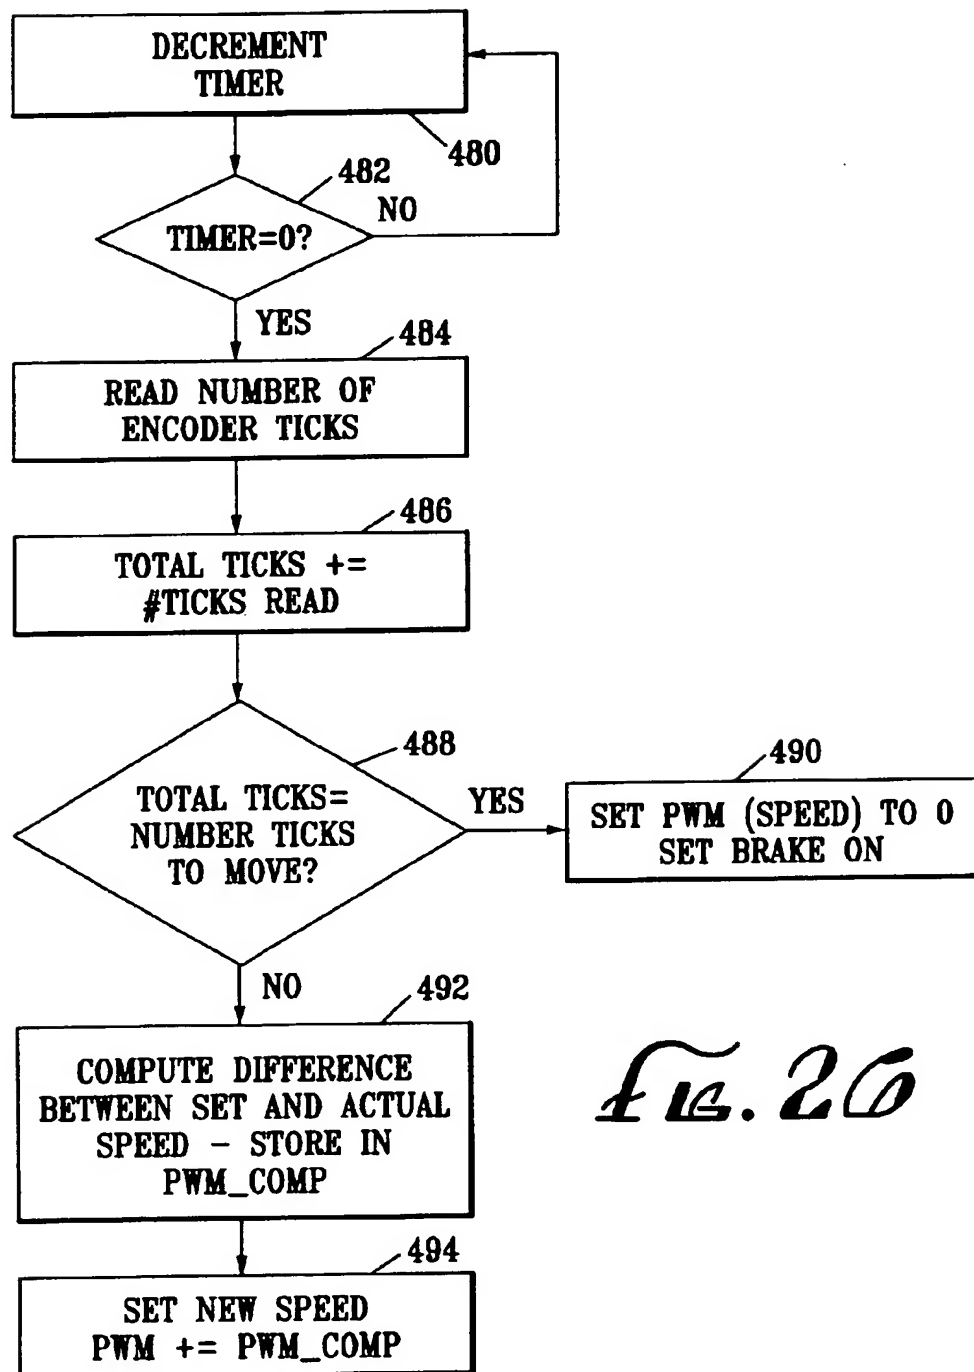 DECREMENT
TIMER
480
482
NO
TIMER=0?
YES
484
READ NUMBER OF
ENCODER TICKS
486
TOTAL TICKS +=
#TICKS READ
488
TOTAL TICKS=
NUMBER TICKS
TO MOVE?
YES
490
SET PWM (SPEED) TO 0
SET BRAKE ON
NO
492
COMPUTE DIFFERENCE
BETWEEN SET AND ACTUAL
SPEED - STORE IN
PWM_COMP
494
SET NEW SPEED
PWM += PWM_COMP
FIG. 26